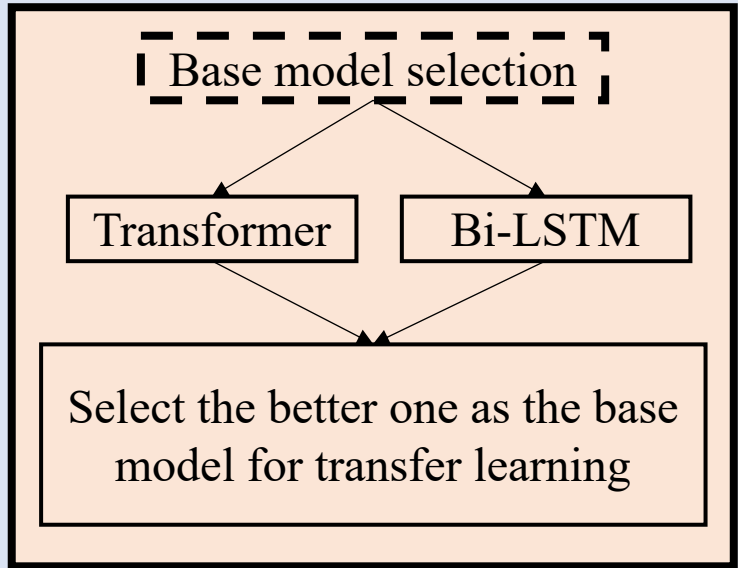 Base model selection
Transformer
Bi-LSTM
Select the better one as the base
model for transfer learning